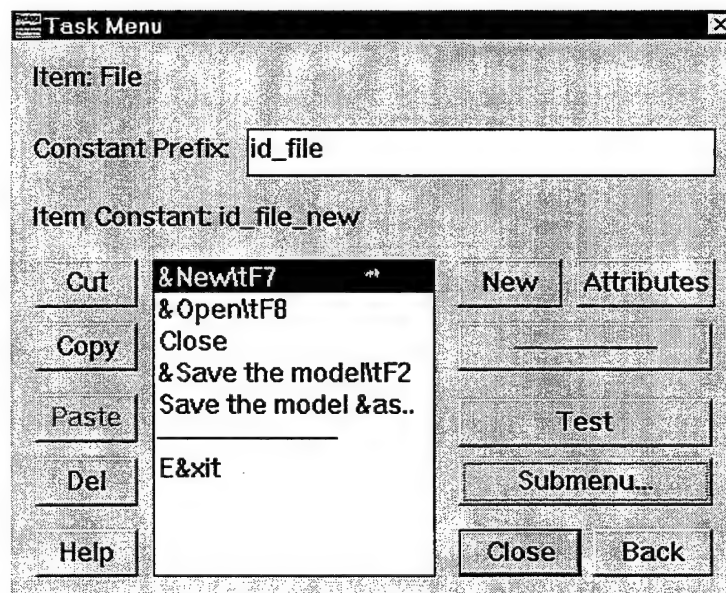 Task Menu
Item: File
Constant Prefix: id_file
Item Constant: id_file_new
Cut
&New\tF7
New
Attributes
&Open\tF8
Copy
Close
&Save the model\tF2
Paste
Save the model &as..
Test
Del
E&xit
Submenu...
Help
Close
Back